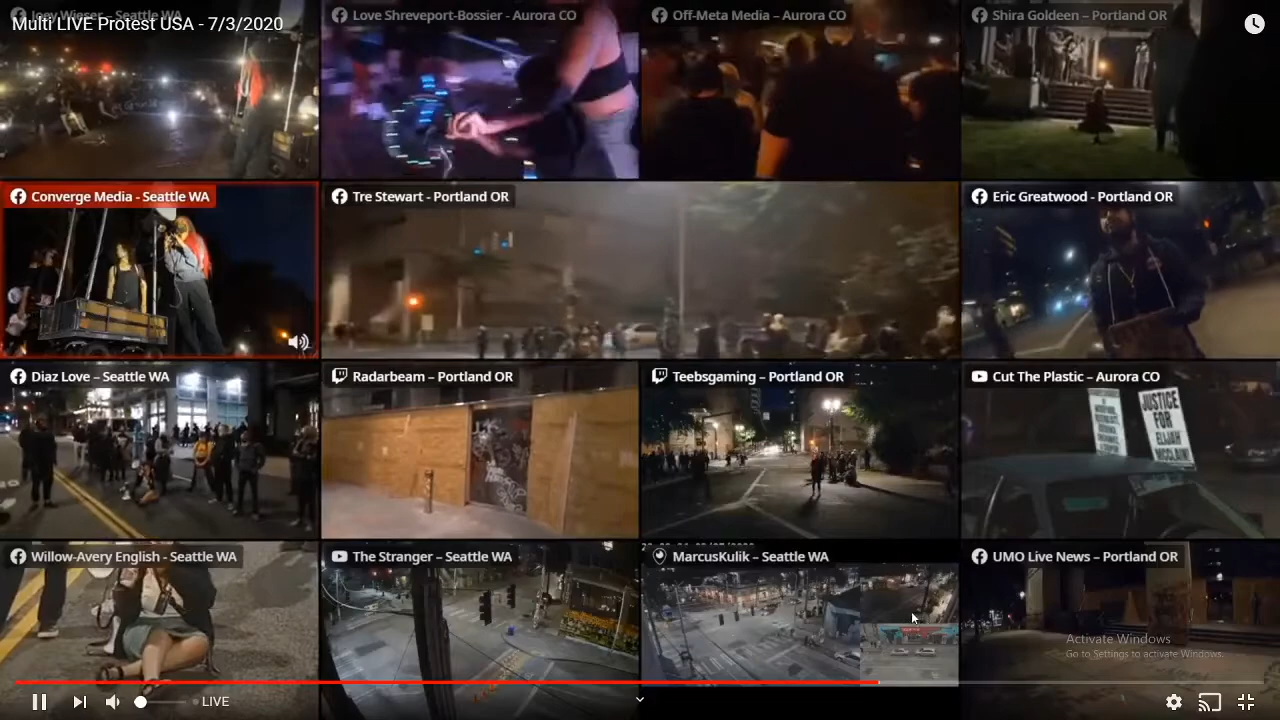 Joey Wieser - Seattle WA
Multi LIVE Protest USA - 7/3/2020
Love Shreveport-Bossier - Aurora CO
Off-Meta Media – Aurora CO
Shira Goldeen – Portland OR
Converge Media - Seattle WA
Tre Stewart - Portland OR
Eric Greatwood - Portland OR
Diaz Love – Seattle WA
Radarbeam – Portland OR
Teebsgaming – Portland OR
Cut The Plastic – Aurora CO
JUSTICE
FOR
ELIJAH
MCCLAIN!
Willow-Avery English - Seattle WA
The Stranger – Seattle WA
MarcusKulik – Seattle WA
UMO Live News – Portland OR
Activate Windows
Go to Settings to activate Windows.
LIVE